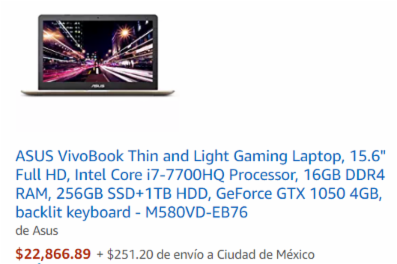 ASUS
ASUS VivoBook Thin and Light Gaming Laptop, 15.6"
Full HD, Intel Core i7-7700HQ Processor, 16GB DDR4
RAM, 256GB SSD+1TB HDD, GeForce GTX 1050 4GB,
backlit keyboard - M580VD-EB76
de Asus
$22,866.89 + $251.20 de envío a Ciudad de México